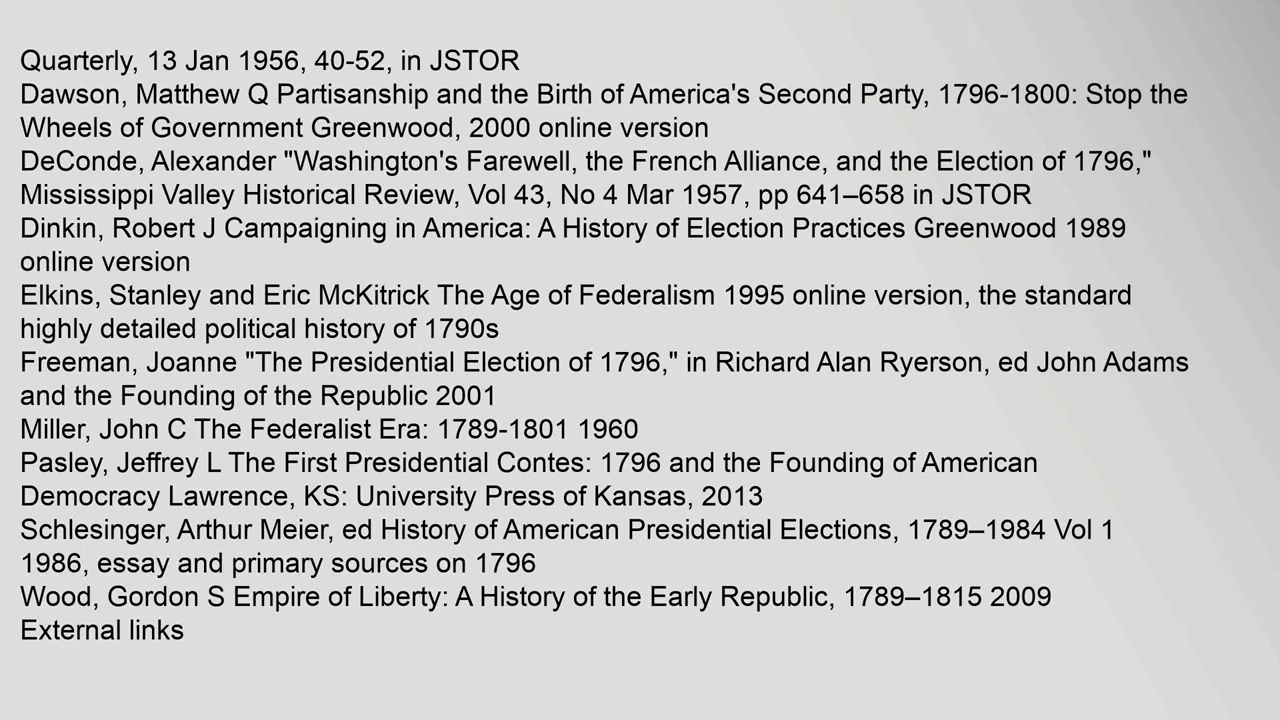 Quarterly, 13 Jan 1956, 40-52, in JSTOR
Dawson, Matthew Q Partisanship and the Birth of America's Second Party, 1796-1800: Stop the
Wheels of Government Greenwood, 2000 online version
DeConde, Alexander "Washington's Farewell, the French Alliance, and the Election of 1796,"
Mississippi Valley Historical Review, Vol 43, No 4 Mar 1957, pp 641–658 in JSTOR
Dinkin, Robert J Campaigning in America: A History of Election Practices Greenwood 1989
online version
Elkins, Stanley and Eric McKitrick The Age of Federalism 1995 online version, the standard
highly detailed political history of 1790s
Freeman, Joanne "The Presidential Election of 1796," in Richard Alan Ryerson, ed John Adams
and the Founding of the Republic 2001
Miller, John C The Federalist Era: 1789-1801 1960
Pasley, Jeffrey L The First Presidential Contes: 1796 and the Founding of American
Democracy Lawrence, KS: University Press of Kansas, 2013
Schlesinger, Arthur Meier, ed History of American Presidential Elections, 1789–1984 Vol 1
1986, essay and primary sources on 1796
Wood, Gordon S Empire of Liberty: A History of the Early Republic, 1789–1815 2009
External links